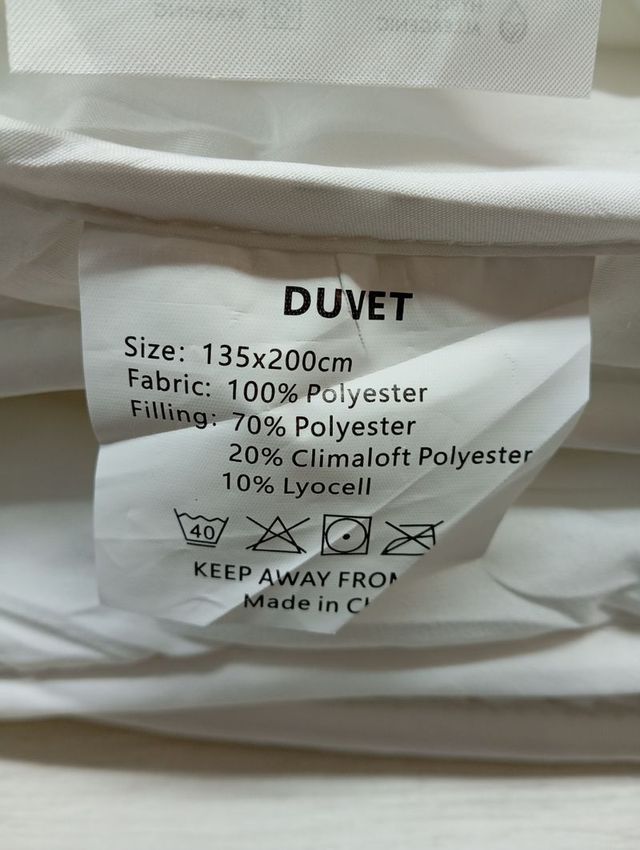 DUVET
Size: 135x200cm
Fabric: 100% Polyester
Filling: 70% Polyester
20% Climaloft Polyester
10% Lyocell
40
KEEP AWAY FROM
Made in